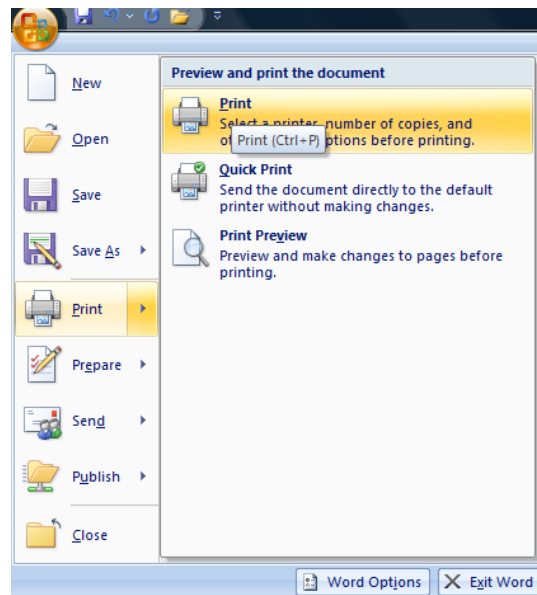 New
Open
Save
Save As
Print
Prepare
Send
Publish
Close
Preview and print the document
Print
Select a printer, number of copies, and
ot
Print (Ctrl+P)
ptions before printing.
Quick Print
Send the document directly to the default
printer without making changes.
Print Preview
Preview and make changes to pages before
printing.
Word Options
Exit Word